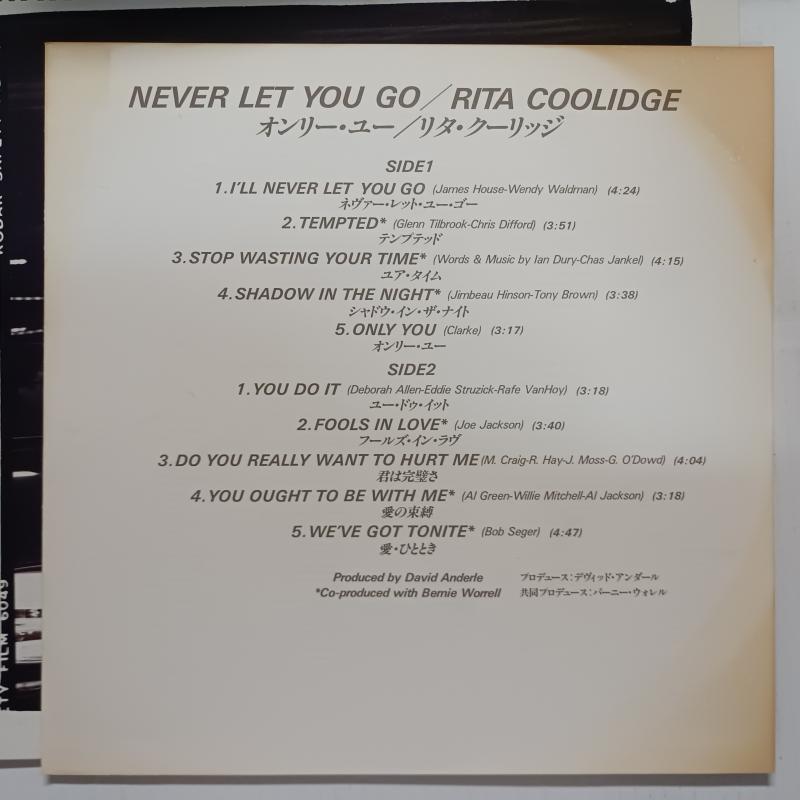 NEVER LET YOU GO／RITA COOLIDGE
オンリー・ユー／リタ・クーリッジ
SIDE1
1.I'LL NEVER LET YOU GO (James House-Wendy Waldman) (4:24)
ネヴァー・レット・ユー・ゴー
2.TEMPTED* (Glenn Tilbrook-Chris Difford) (3:51)
テンプテッド
3.STOP WASTING YOUR TIME* (Words & Music by Ian Dury-Chas Jankel) (4:15)
ユア・タイム
4.SHADOW IN THE NIGHT* (Jimbeau Hinson-Tony Brown) (3:38)
シャドウ・イン・ザ・ナイト
5.ONLY YOU (Clarke) (3:17)
オンリー・ユー
SIDE2
1.YOU DO IT (Deborah Allen-Eddie Struzick-Rafe VanHoy) (3:18)
ユー・ドゥ・イット
2.FOOLS IN LOVE* (Joe Jackson) (3:40)
フールズ・イン・ラヴ
3.DO YOU REALLY WANT TO HURT ME (M. Craig-R. Hay-J. Moss-G. O'Dowd) (4:04)
君は完璧さ
4.YOU OUGHT TO BE WITH ME* (Al Green-Willie Mitchell-Al Jackson) (3:18)
愛の束縛
5.WE'VE GOT TONITE* (Bob Seger) (4:47)
愛・ひととき
Produced by David Anderle プロデュース：デヴィッド・アンダール
*Co-produced with Bernie Worrell 共同プロデュース：バーニー・ウォレル
FILM 6049